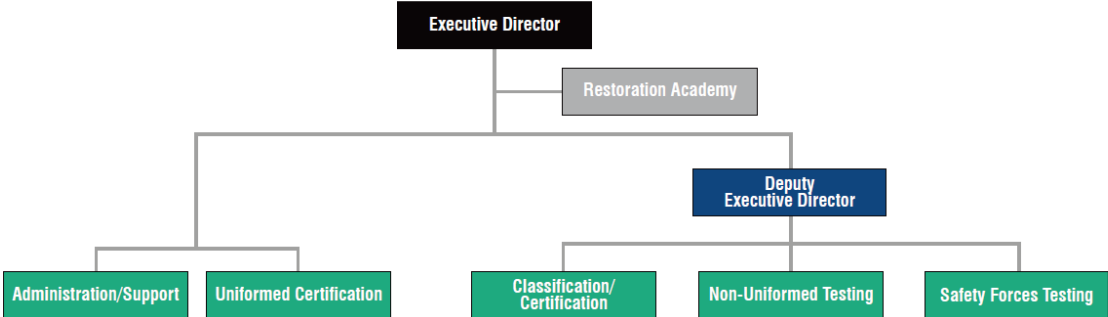 Executive Director
Restoration Academy
Deputy
Executive Director
Administration/Support
Uniformed Certification
Classification/
Certification
Non-Uniformed Testing
Safety Forces Testing